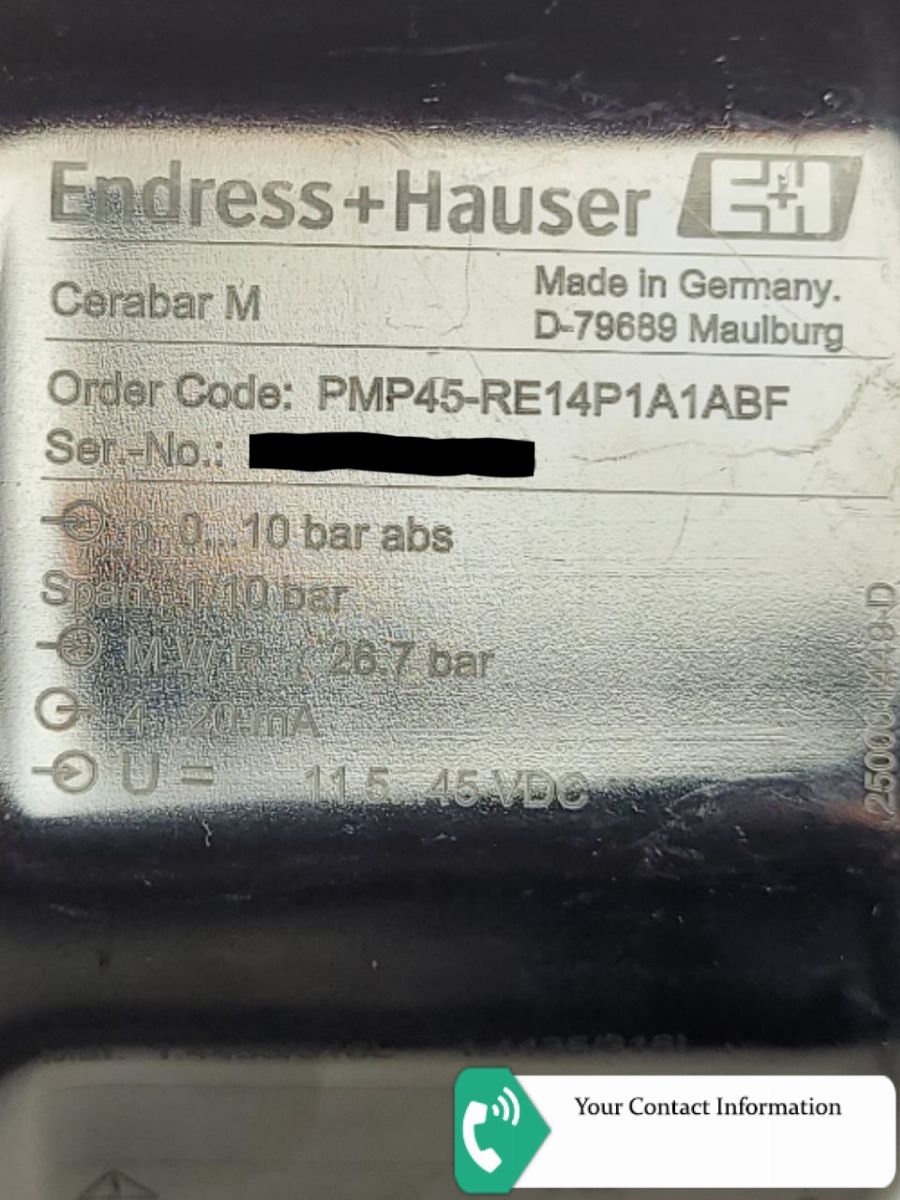 Endress+Hauser
E+H
Cerabar M
Made in Germany.
D-79689 Maulburg
Order Code: PMP45-RE14P1A1ABF
Ser.-No.:
p: 0...10 bar abs
Span: 1/10 bar
M.W.P. : 26.7 bar
4...20 mA
U = 11.5...45 VDC
Your Contact Information